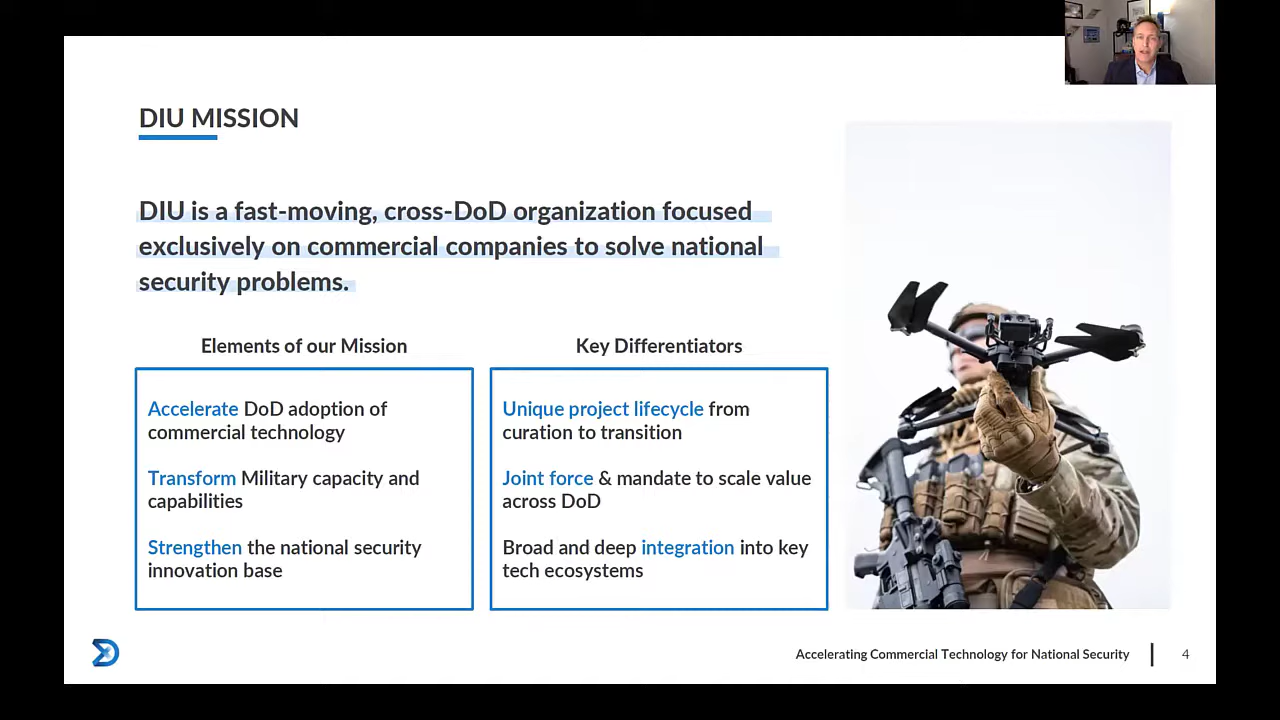 DIU MISSION
DIU is a fast-moving, cross-DoD organization focused
exclusively on commercial companies to solve national
security problems.
Elements of our Mission
Accelerate DoD adoption of
commercial technology
Transform Military capacity and
capabilities
Strengthen the national security
innovation base
Key Differentiators
Unique project lifecycle from
curation to transition
Joint force & mandate to scale value
across DoD
Broad and deep integration into key
tech ecosystems
Accelerating Commercial Technology for National Security
4